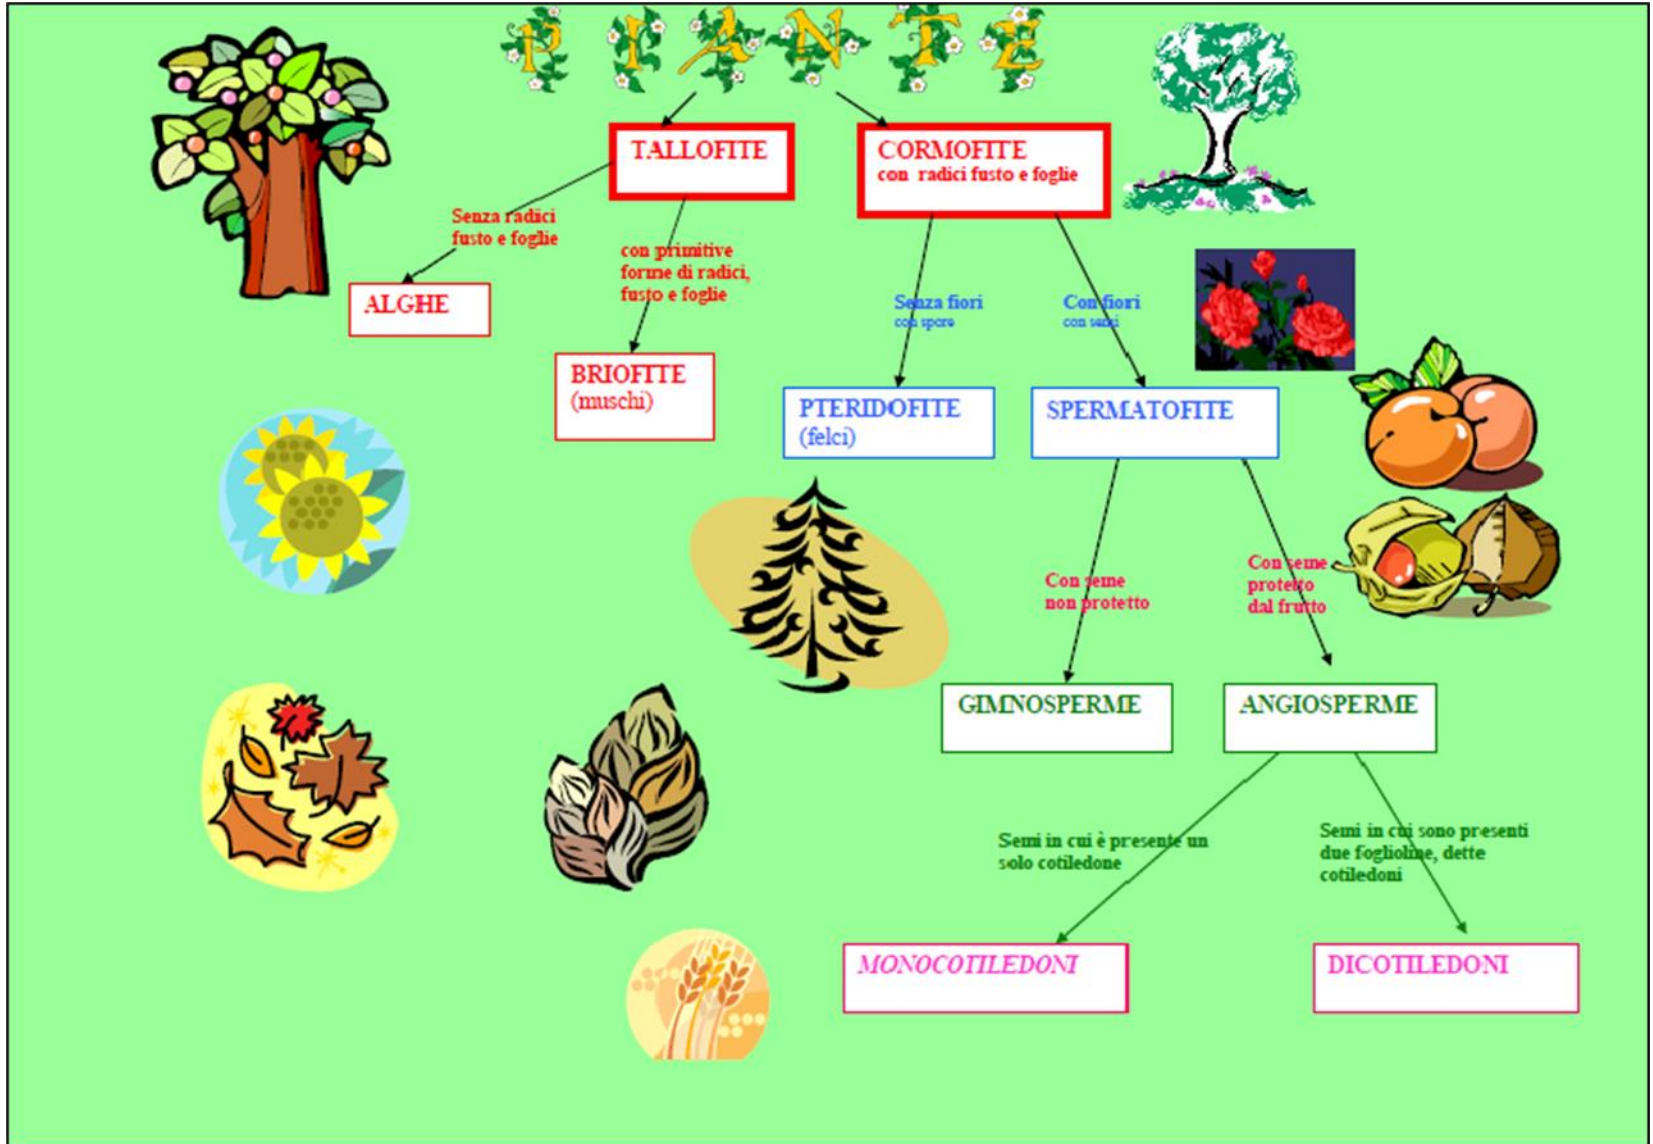 PIANTE
TALLOFITE
CORMOFITE
con radici fusto e foglie
Senza radici
fusto e foglie
con primitive
forme di radici,
fusto e foglie
ALGHE
Senza fiori
con spore
Con fiori
con semi
BRIOFITE
(muschi)
PTERIDOFITE
(felci)
SPERMATOFITE
Con seme
non protetto
Con seme
protetto
dal frutto
GIMNOSPERME
ANGIOSPERME
Semi in cui è presente un
solo cotiledone
Semi in cui sono presenti
due foglioline, dette
cotiledoni
MONOCOTILEDONI
DICOTILEDONI